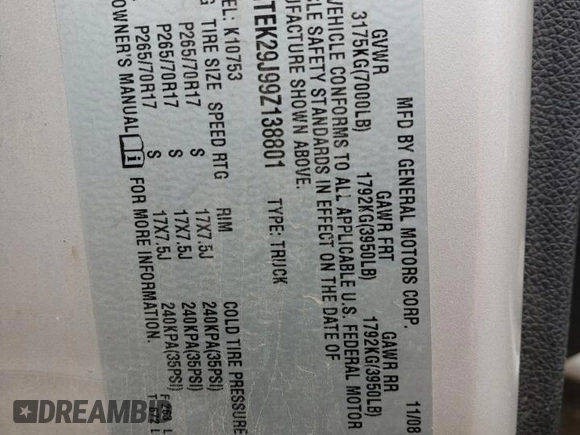 MFD BY GENERAL MOTORS CORP. 11/08
GVWR GAWR FRT GAWR RR
3175KG(7000LB) 1792KG(3950LB) 1792KG(3950LB)
VEHICLE CONFORMS TO ALL APPLICABLE U.S. FEDERAL MOTOR
SAFETY STANDARDS IN EFFECT ON THE DATE OF
SHOWN ABOVE.
TEK29J99Z138801 TYPE: TRUCK
K10753
TIRE SIZE SPEED RTG RIM COLD TIRE PRESSURE
P265/70R17 S 17X7.5J 240KPA(35PSI)
P265/70R17 S 17X7.5J 240KPA(35PSI)
P265/70R17 S 17X7.5J 240KPA(35PSI)
OWNER'S MANUAL FOR MORE INFORMATION.
DREAMB